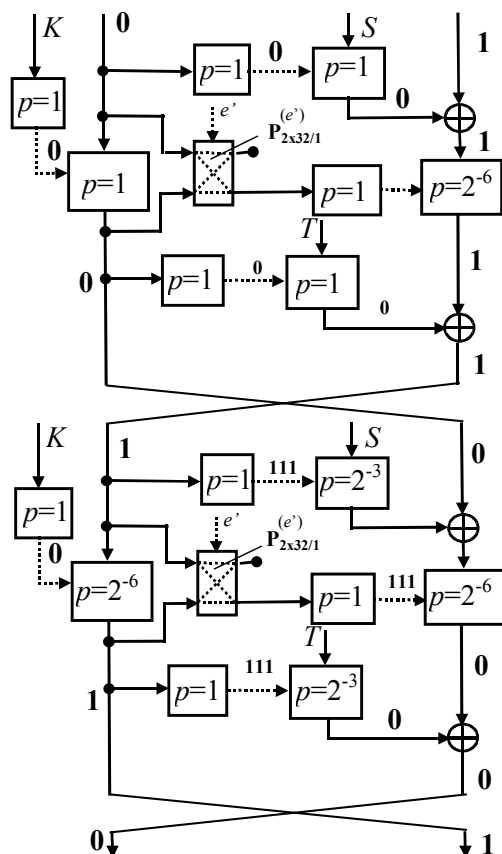 K 0 S 1
p=1 0 p=1
p=1 e' P2x32/1(e') 0
0 1
p=1 p=1 p=2-6
T
0 p=1 0 p=1 0 1
1
K 1 S 0
p=1 111 p=2-3
p=1 e' P2x32/1(e')
0
p=2-6 p=1 111 p=2-6
T
1 p=1 111 p=2-3 0 0
0
0 1